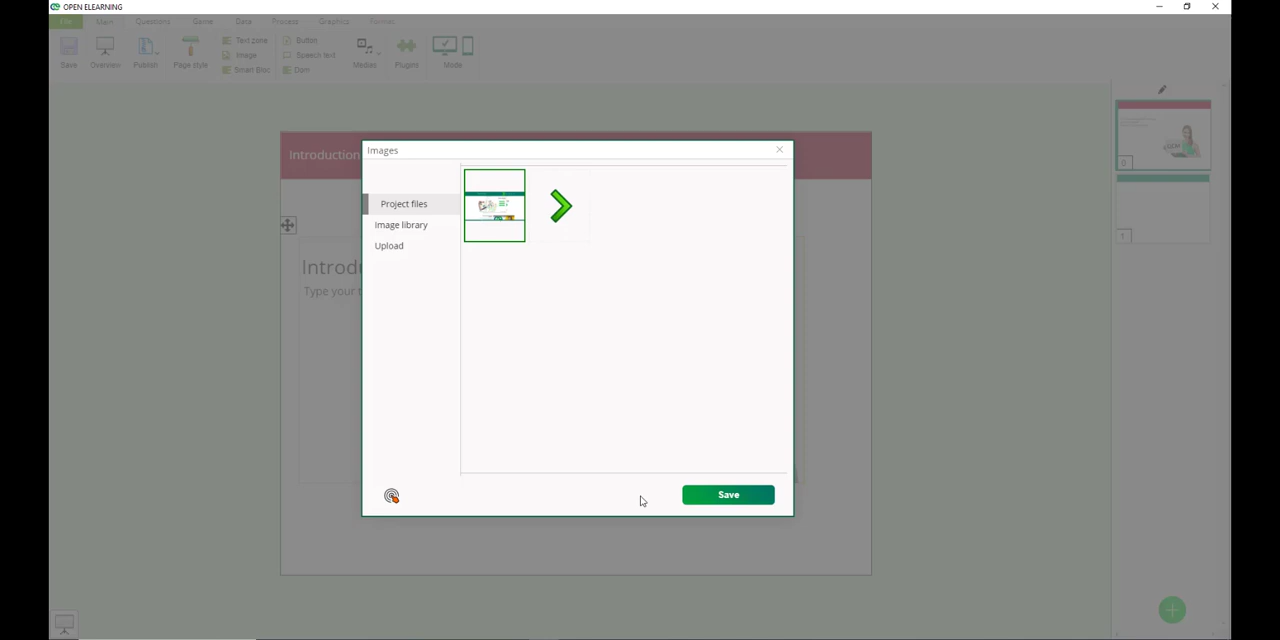 OPEN ELEARNING
File Main Questions Game Data Process Graphics Format
Save
Overview
Publish
Page style
Text zone
Image
Smart Bloc
Button
Speech text
Dom
Medias
Plugins
Mode
Introduction
Introdu
Type your t
Images
Project files
Image library
Upload
Save
0
1